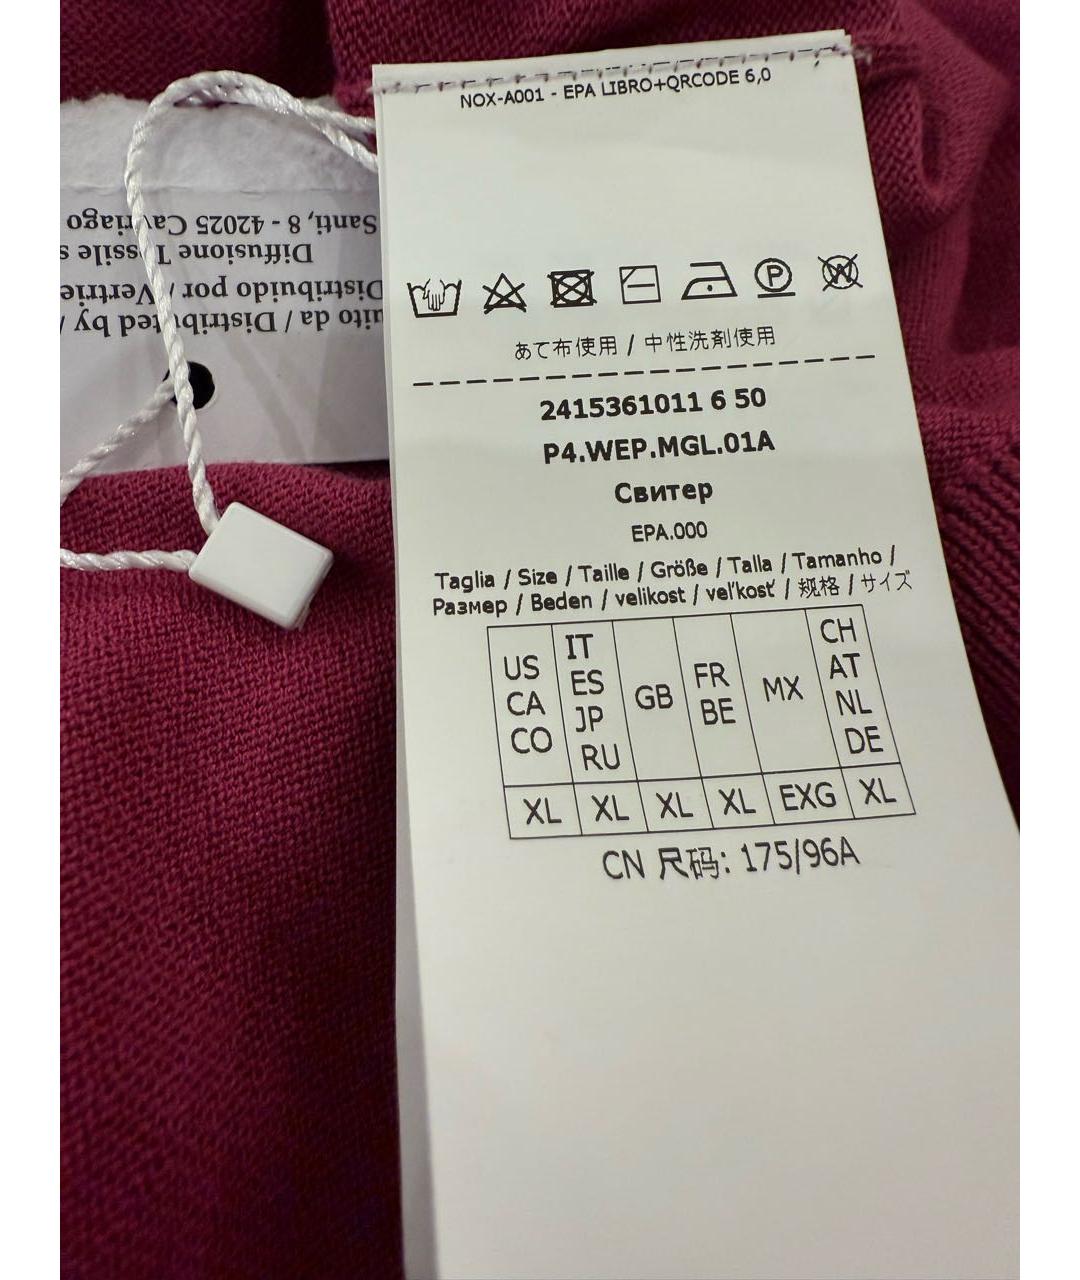 NOX-A001 - EPA LIBRO+QRCODE 6,0
P
W
あて布使用 / 中性洗剤使用
2415361011 6 50
P4.WEP.MGL.01A
Свитер
EPA.000
Taglia / Size / Taille / Größe / Talla / Tamanho /
Размер / Beden / velikost / veľkosť / 规格 / サイズ
US CA CO
IT ES JP RU
GB
FR BE
MX
CH AT NL DE
XL XL XL XL EXG XL
CN 尺码: 175/96A
uito da / Distributed by /
Distribuido por / Vertrie
Diffusione Tessile s
Santi, 8 - 42025 Cavriago